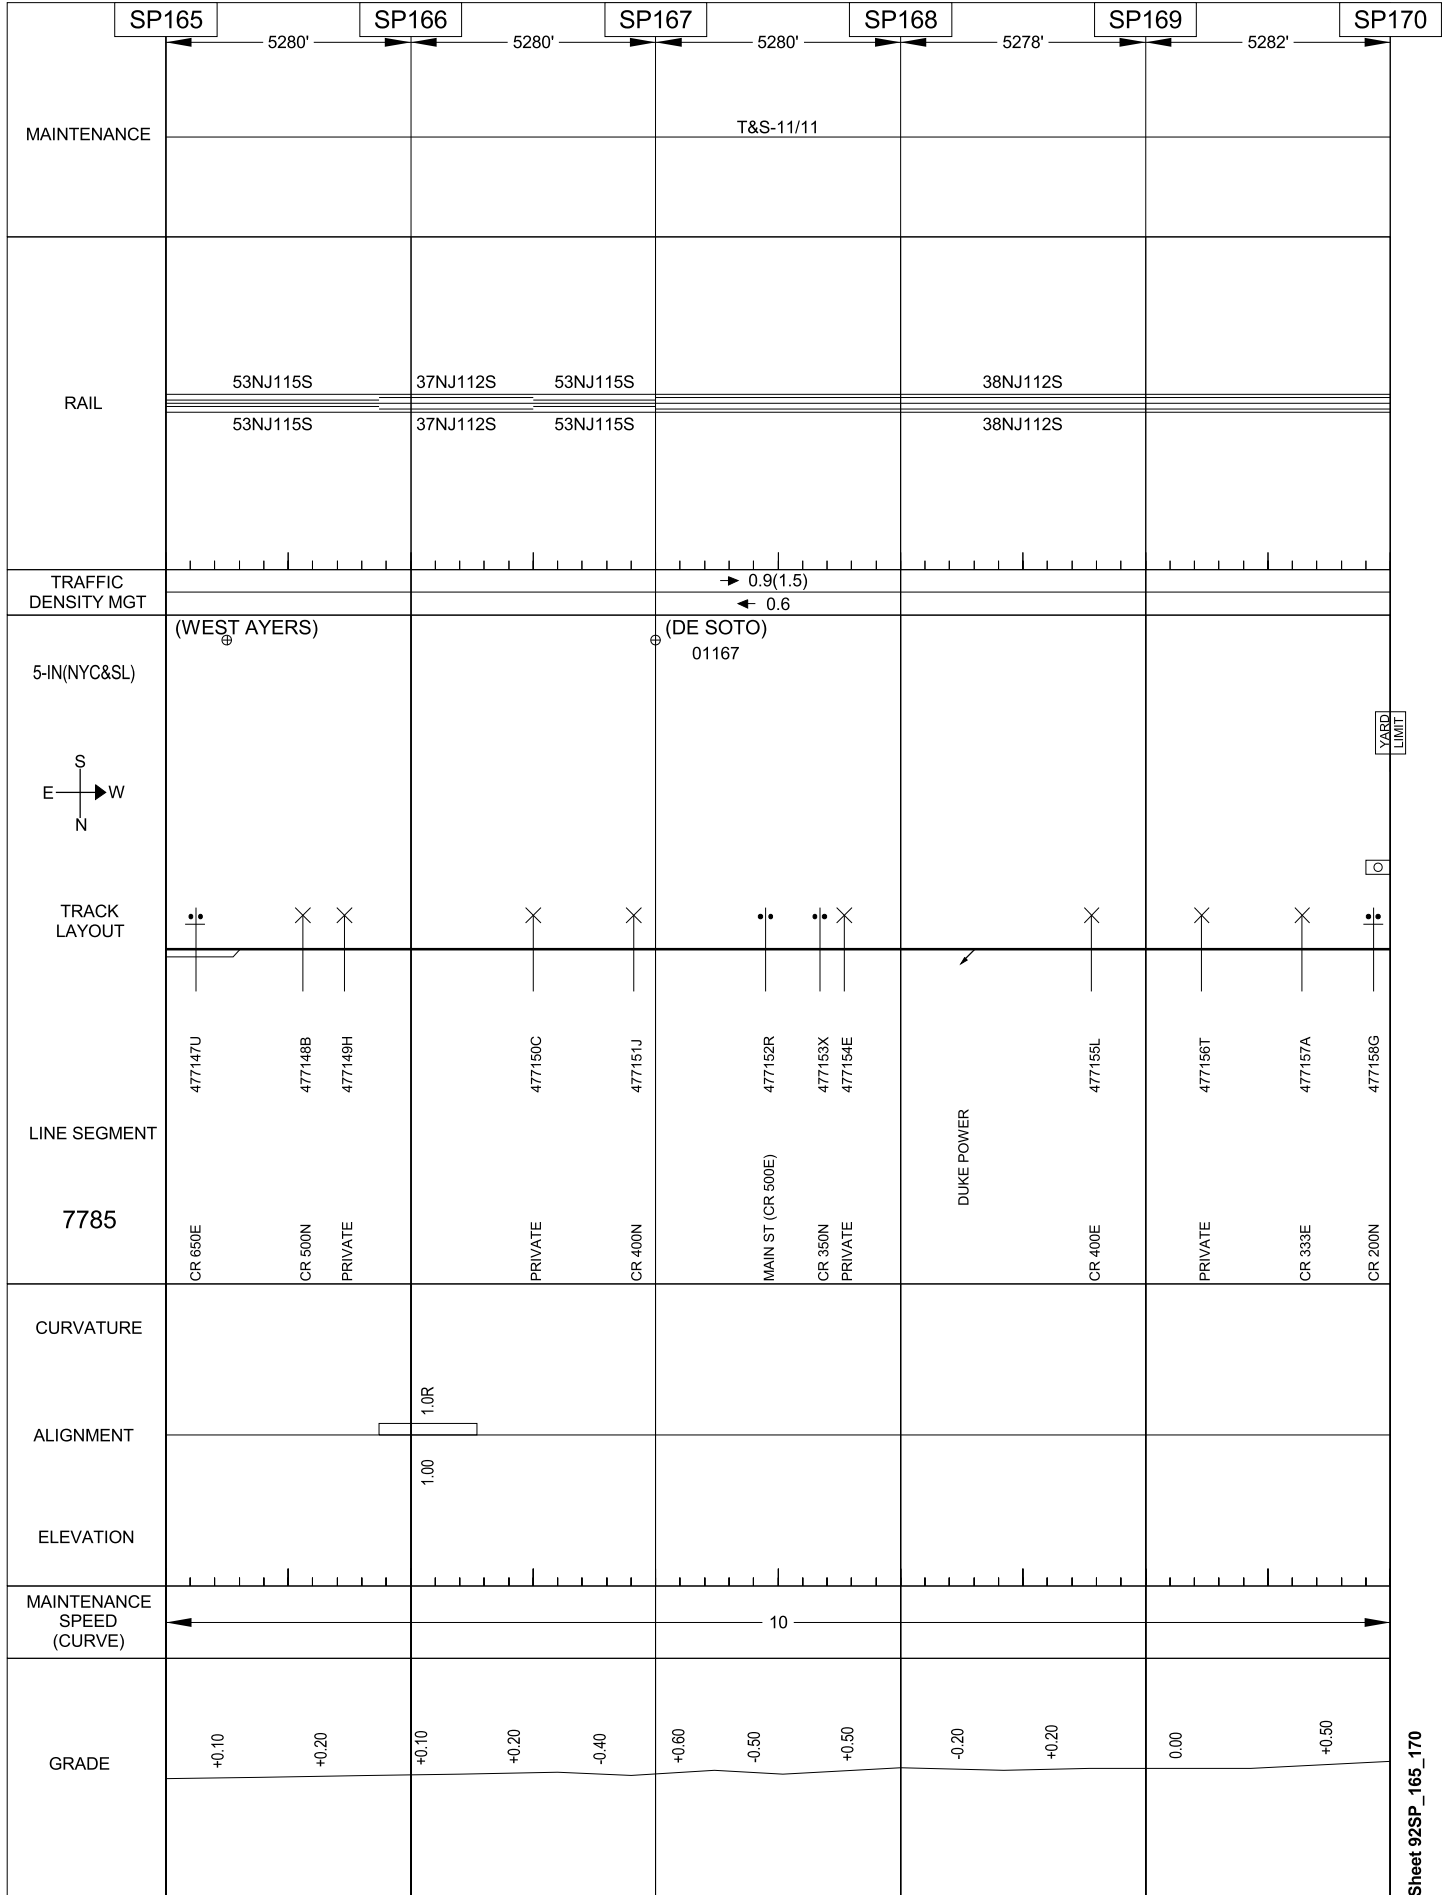 SP165 SP166 SP167 SP168 SP169 SP170
5280' 5280' 5280' 5278' 5282'
MAINTENANCE
T&S-11/11
53NJ115S 37NJ112S 53NJ115S 38NJ112S
RAIL
53NJ115S 37NJ112S 53NJ115S 38NJ112S
TRAFFIC
DENSITY MGT
0.9(1.5)
0.6
(WEST AYERS) (DE SOTO)
01167
5-IN(NYC&SL)
YARD
LIMIT
S
E W
N
TRACK
LAYOUT
477147U
477148B
477149H
477150C
477151J
477152R
477153X
477154E
477155L
477156T
477157A
477158G
LINE SEGMENT
7785
CR 650E
CR 500N
PRIVATE
PRIVATE
CR 400N
MAIN ST (CR 500E)
CR 350N
PRIVATE
DUKE POWER
CR 400E
PRIVATE
CR 333E
CR 200N
CURVATURE
1.0R
ALIGNMENT
1.00
ELEVATION
MAINTENANCE
SPEED
(CURVE)
10
GRADE
+0.10
+0.20
+0.10
+0.20
-0.40
+0.60
-0.50
+0.50
-0.20
+0.20
0.00
+0.50
Sheet 92SP_165_170